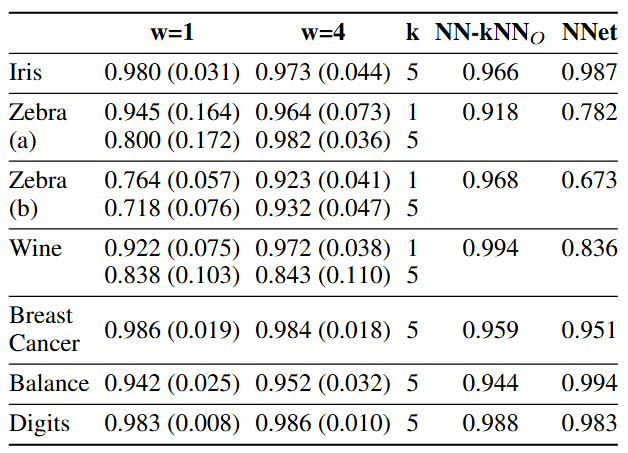 w=1 w=4 k NN-kNN_O NNet
Iris 0.980 (0.031) 0.973 (0.044) 5 0.966 0.987
Zebra 0.945 (0.164) 0.964 (0.073) 1 0.918 0.782
(a) 0.800 (0.172) 0.982 (0.036) 5
Zebra 0.764 (0.057) 0.923 (0.041) 1 0.968 0.673
(b) 0.718 (0.076) 0.932 (0.047) 5
Wine 0.922 (0.075) 0.972 (0.038) 1 0.994 0.836
0.838 (0.103) 0.843 (0.110) 5
Breast
Cancer 0.986 (0.019) 0.984 (0.018) 5 0.959 0.951
Balance 0.942 (0.025) 0.952 (0.032) 5 0.944 0.994
Digits 0.983 (0.008) 0.986 (0.010) 5 0.988 0.983